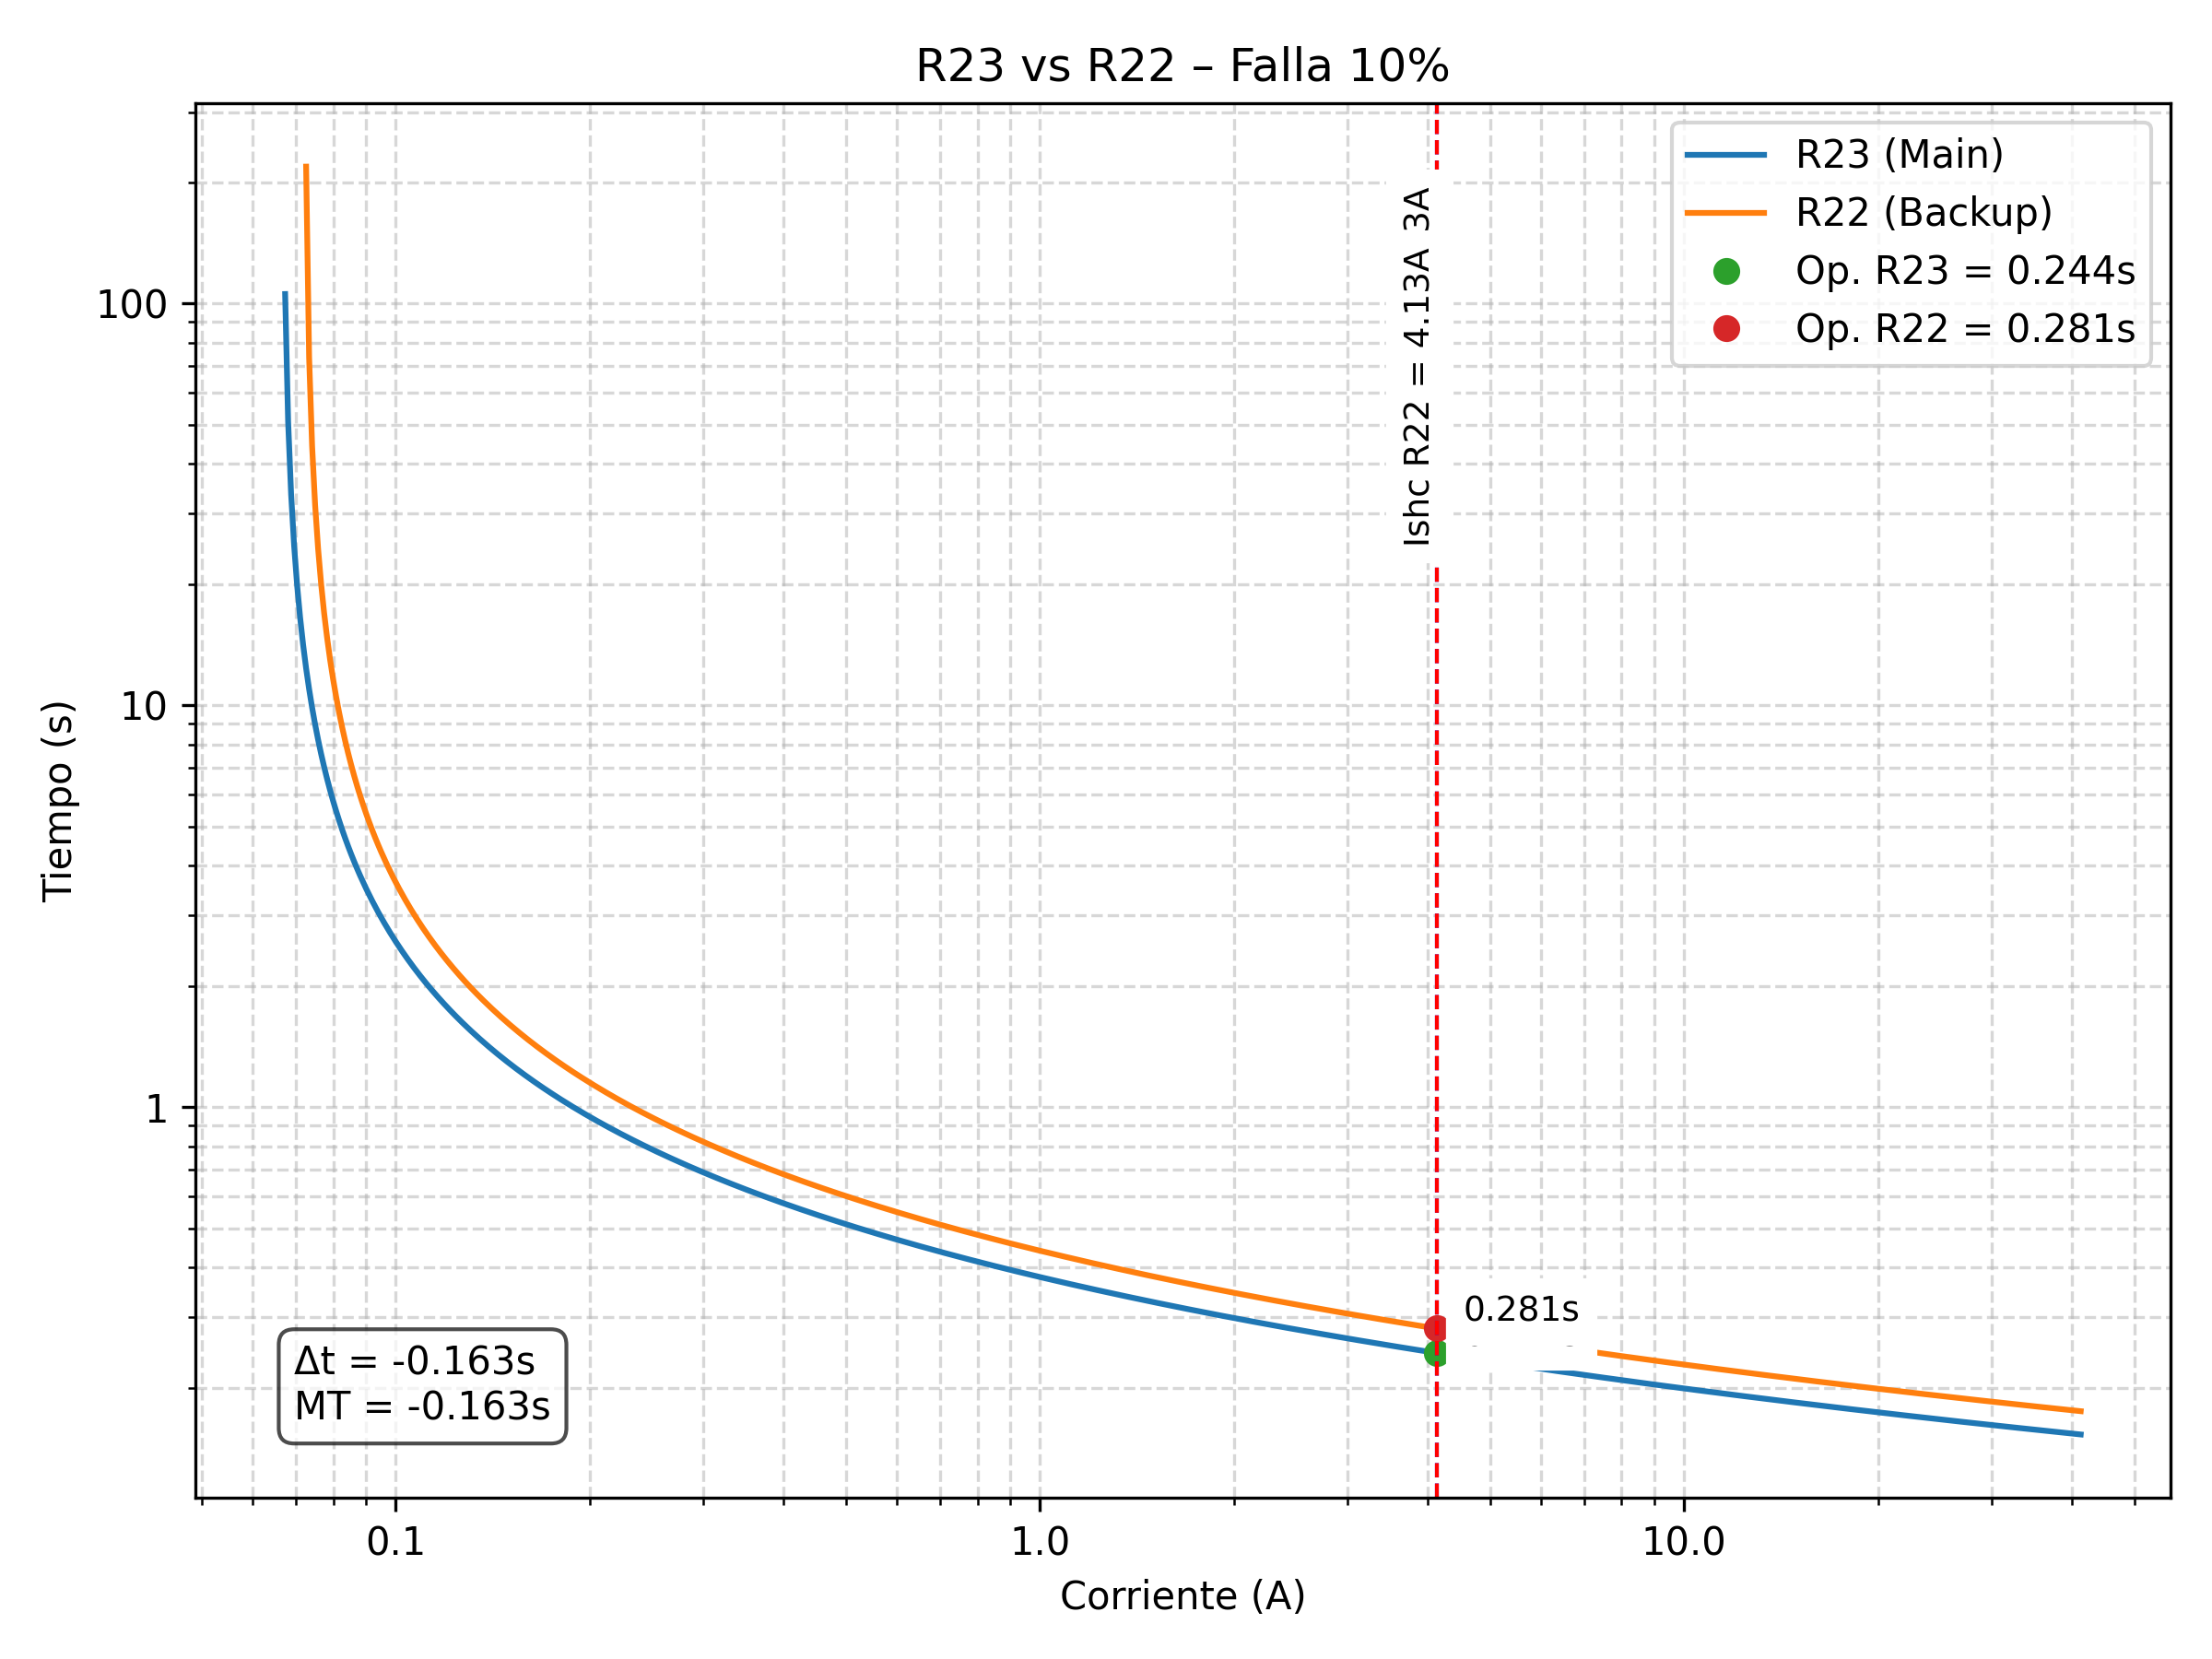 R23 vs R22 – Falla 10%
R23 (Main)
R22 (Backup)
Op. R23 = 0.244s
Op. R22 = 0.281s
Ishc R22 = 4.13A 3A
100
10
1
Tiempo (s)
0.281s
Δt = -0.163s
MT = -0.163s
0.1
1.0
10.0
Corriente (A)